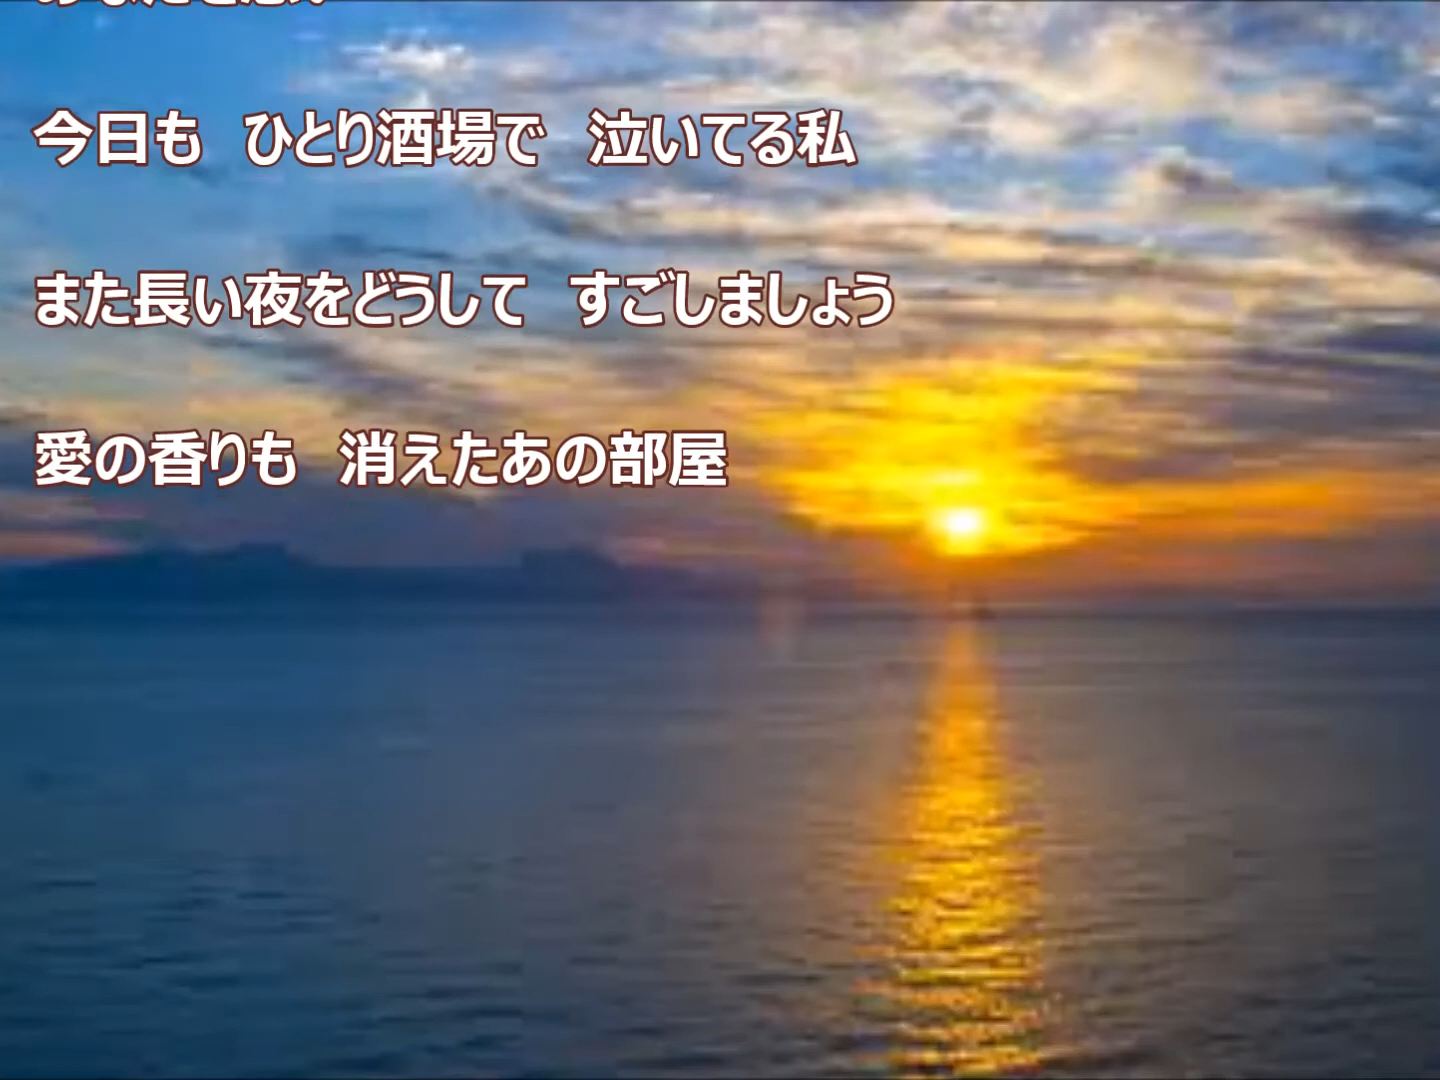 今日も　ひとり酒場で　泣いてる私
また長い夜をどうして　すごしましょう
愛の香りも　消えたあの部屋